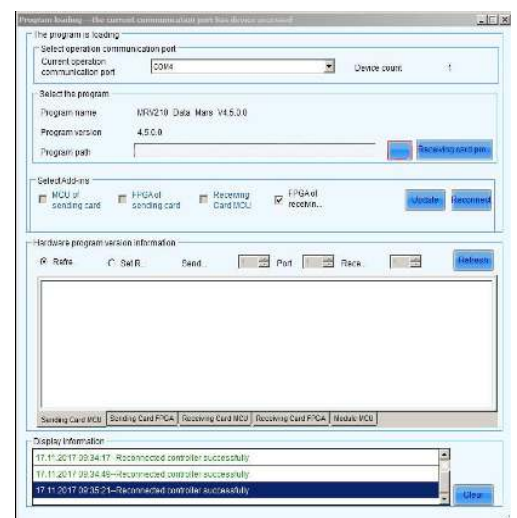 Program loading --the current communication port has device accessed
The program is loading
Select operation communication port
Current operation communication port
COM4
Device count
1
Select the program
Program name
MRV210 Data Mars V4.5.0.0
Program version
4.5.0.0
Program path
Receiving card pro...
Select Add-ins
MCU of sending card
FPGA of sending card
Receiving Card MCU
FPGA of receivin...
Update
Reconnect
Hardware program version information
Refre
Set R...
Send...
Port
Rece...
Refresh
Sending Card MCU
Sending Card FPGA
Receiving Card MCU
Receiving Card FPGA
Module MCU
Display Information
17.11.2017 09:34:17--Reconnected controller successfully
17.11.2017 09:34:49--Reconnected controller successfully
17.11.2017 09:35:21--Reconnected controller successfully
Clear